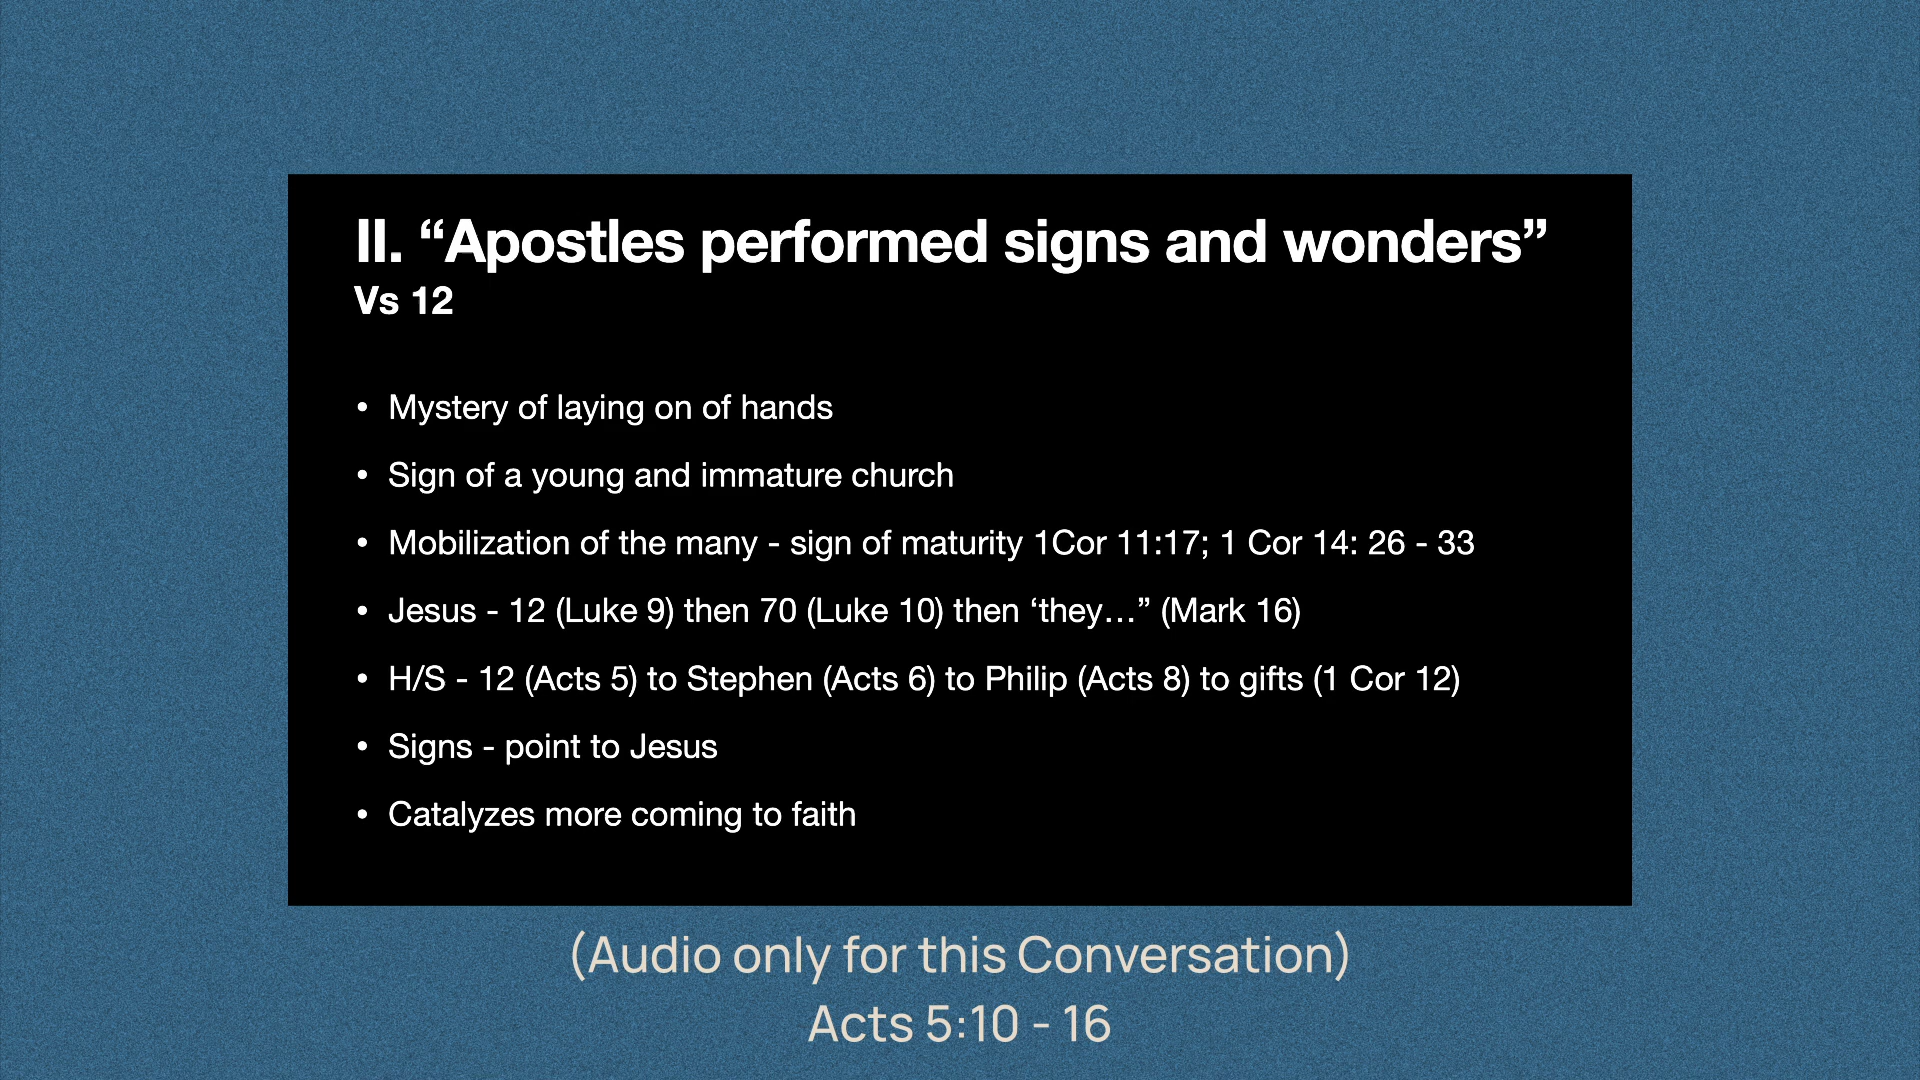 II. “Apostles performed signs and wonders”
Vs 12
• Mystery of laying on of hands
• Sign of a young and immature church
• Mobilization of the many - sign of maturity 1Cor 11:17; 1 Cor 14: 26 - 33
• Jesus - 12 (Luke 9) then 70 (Luke 10) then ‘they…” (Mark 16)
• H/S - 12 (Acts 5) to Stephen (Acts 6) to Philip (Acts 8) to gifts (1 Cor 12)
• Signs - point to Jesus
• Catalyzes more coming to faith
(Audio only for this Conversation)
Acts 5:10 - 16